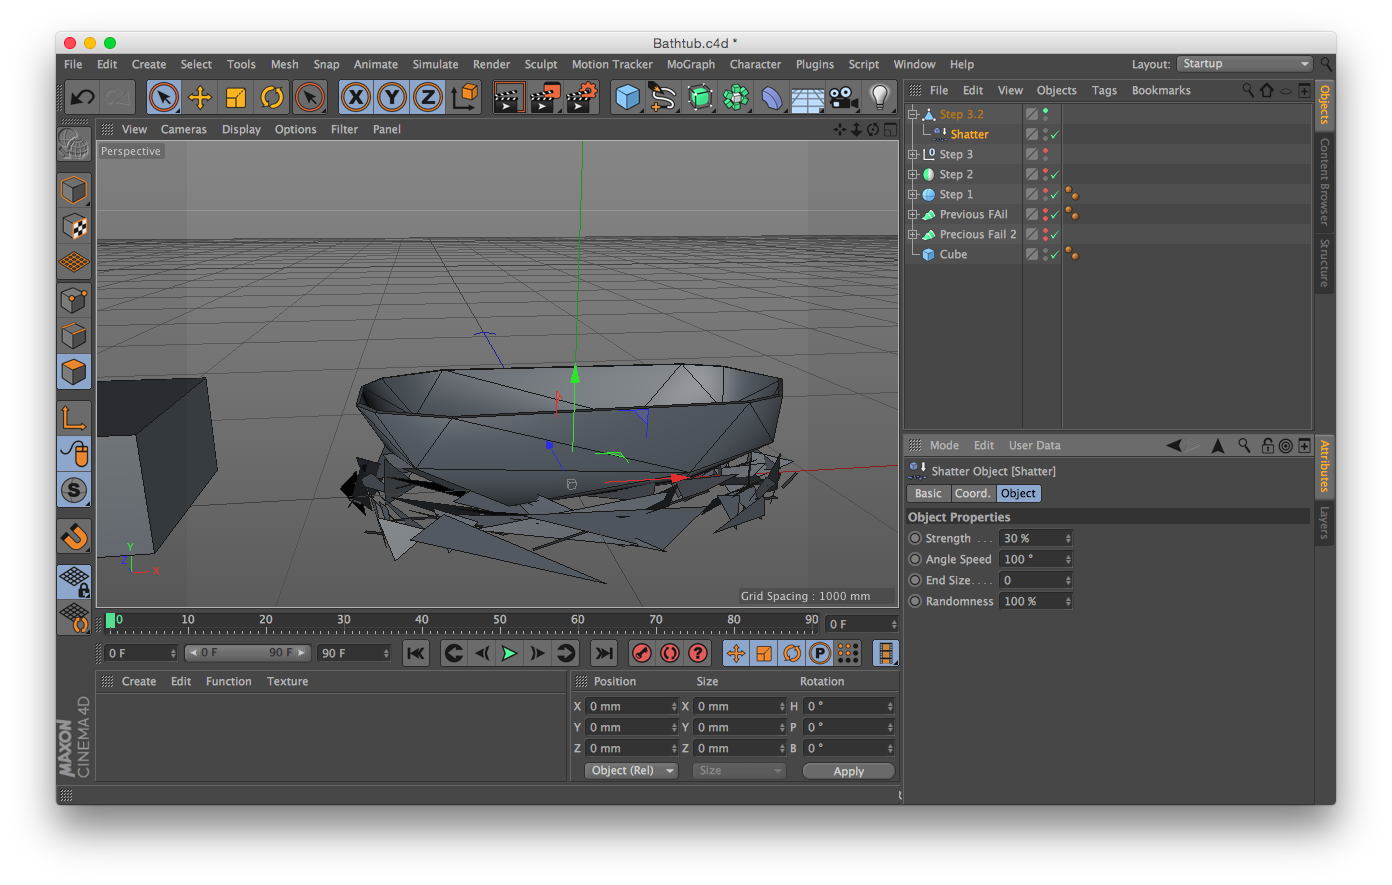 Bathtub.c4d *
File Edit Create Select Tools Mesh Snap Animate Simulate Render Sculpt Motion Tracker MoGraph Character Plugins Script Window Help Layout: Startup
X Y Z
File Edit View Objects Tags Bookmarks
View Cameras Display Options Filter Panel
Perspective
Step 3.2
Shatter
0 Step 3
Step 2
Step 1
Previous FAil
Precious Fail 2
Cube
Objects
Content Browser
Structure
S
Y
Z
X
Grid Spacing : 1000 mm
Mode Edit User Data
Shatter Object [Shatter]
Basic Coord. Object
Object Properties
Strength . . . 30 %
Angle Speed 100 °
End Size. . . . 0
Randomness 100 %
Attributes
Layers
0 10 20 30 40 50 60 70 80 90 0 F
0 F 0 F 90 F 90 F ? P
Create Edit Function Texture
Position Size Rotation
X 0 mm X 0 mm H 0 °
Y 0 mm Y 0 mm P 0 °
Z 0 mm Z 0 mm B 0 °
Object (Rel) Size Apply
MAXON
CINEMA 4D